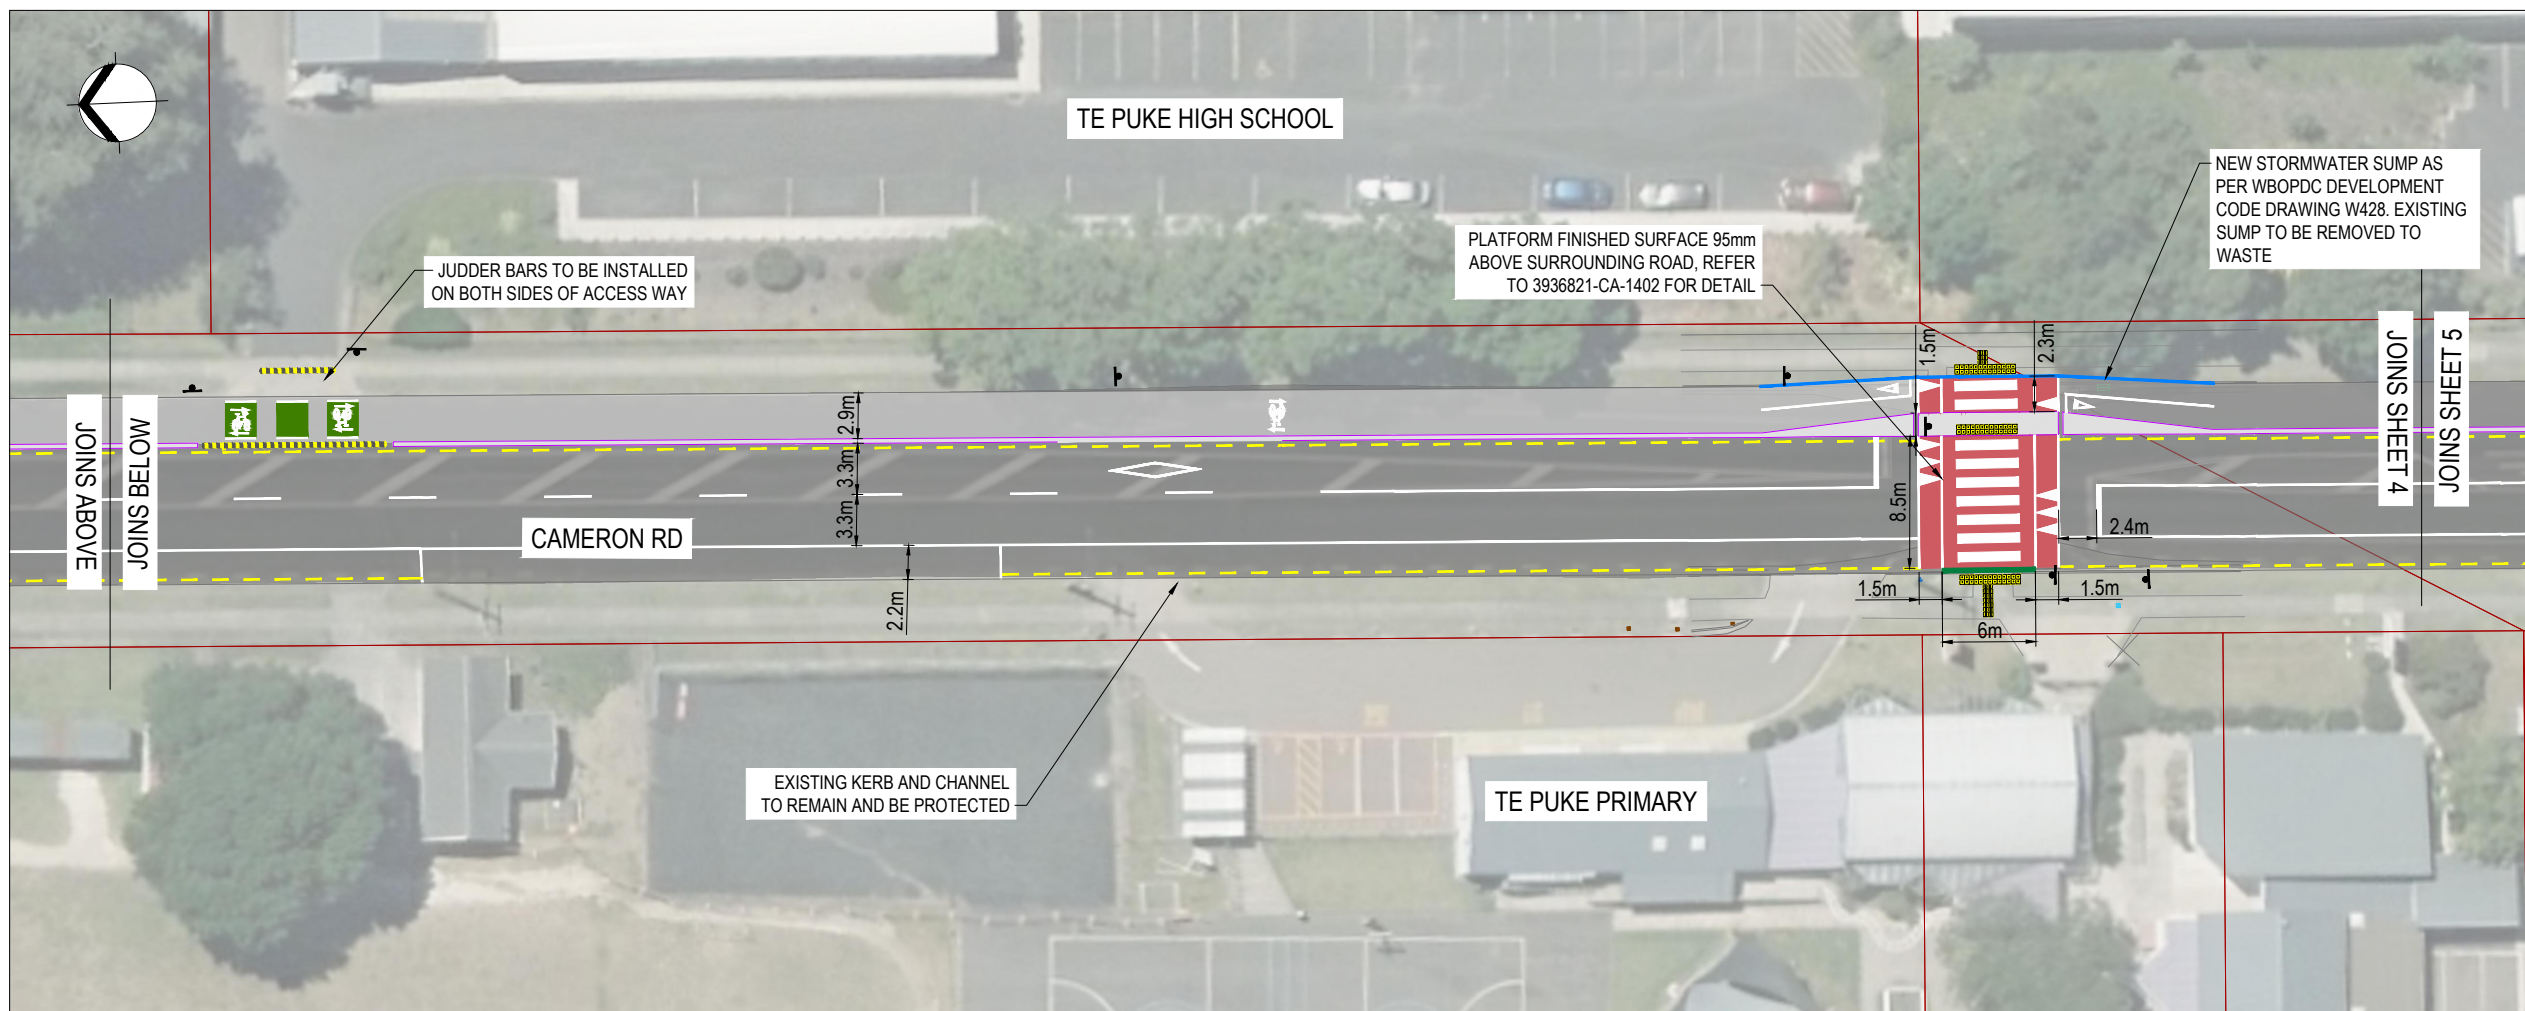 TE PUKE HIGH SCHOOL
NEW STORMWATER SUMP AS
PER WBOPDC DEVELOPMENT
CODE DRAWING W428. EXISTING
SUMP TO BE REMOVED TO
WASTE
PLATFORM FINISHED SURFACE 95mm
ABOVE SURROUNDING ROAD, REFER
TO 3936821-CA-1402 FOR DETAIL
JUDDER BARS TO BE INSTALLED
ON BOTH SIDES OF ACCESS WAY
JOINS ABOVE
JOINS BELOW
2.9m
3.3m
3.3m
2.2m
CAMERON RD
1.5m
2.3m
8.5m
2.4m
1.5m
1.5m
6m
JOINS SHEET 4
JOINS SHEET 5
EXISTING KERB AND CHANNEL
TO REMAIN AND BE PROTECTED
TE PUKE PRIMARY